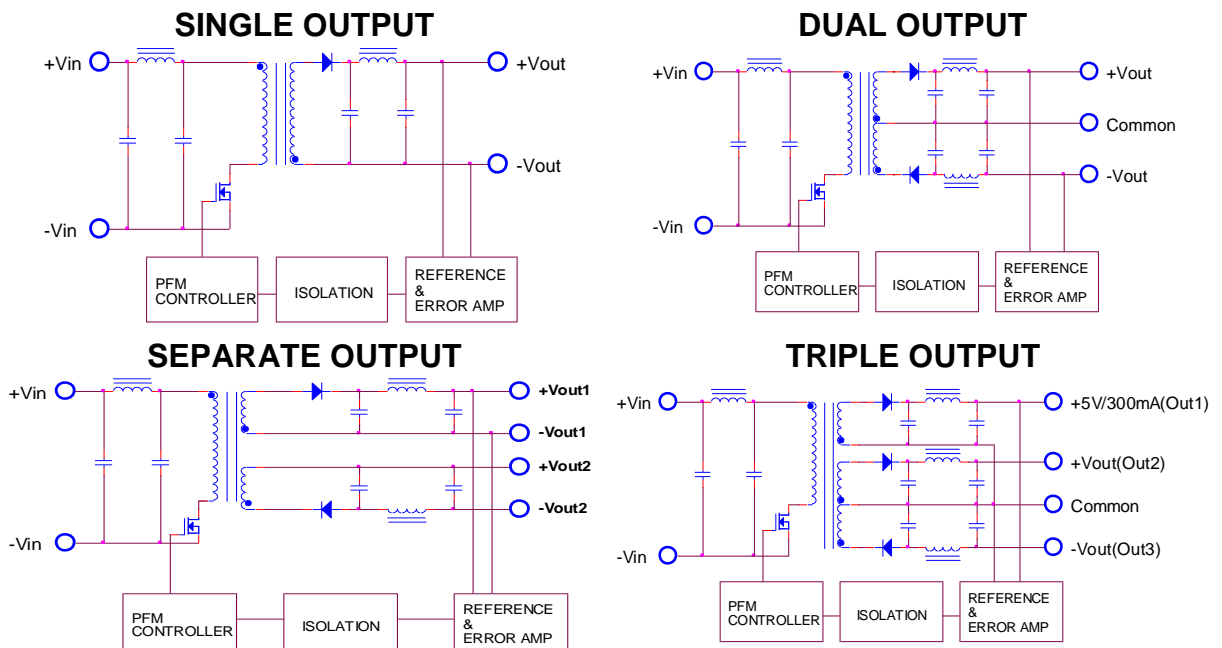 SINGLE OUTPUT
+Vin
+Vout
-Vout
-Vin
PFM
CONTROLLER
ISOLATION
REFERENCE
&
ERROR AMP
DUAL OUTPUT
+Vin
+Vout
Common
-Vout
-Vin
PFM
CONTROLLER
ISOLATION
REFERENCE
&
ERROR AMP
SEPARATE OUTPUT
+Vin
+Vout1
-Vout1
+Vout2
-Vout2
-Vin
PFM
CONTROLLER
ISOLATION
REFERENCE
&
ERROR AMP
TRIPLE OUTPUT
+Vin
+5V/300mA(Out1)
+Vout(Out2)
Common
-Vout(Out3)
-Vin
PFM
CONTROLLER
ISOLATION
REFERENCE
&
ERROR AMP